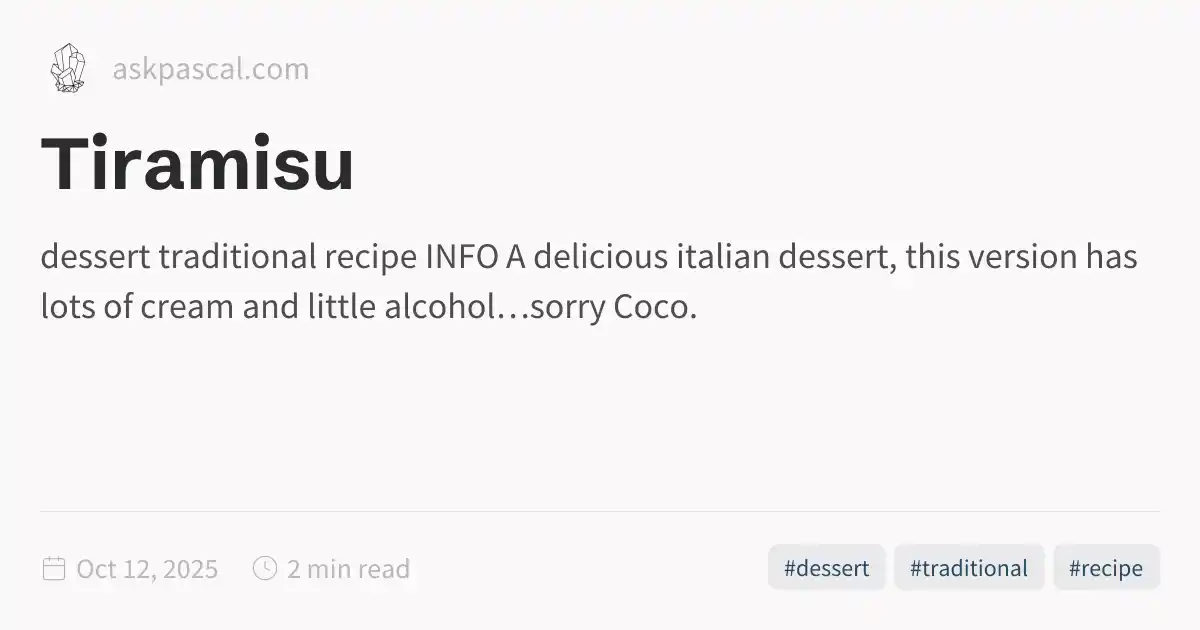 askpascal.com
Tiramisu
dessert traditional recipe INFO A delicious italian dessert, this version has
lots of cream and little alcohol…sorry Coco.
Oct 12, 2025 2 min read #dessert #traditional #recipe